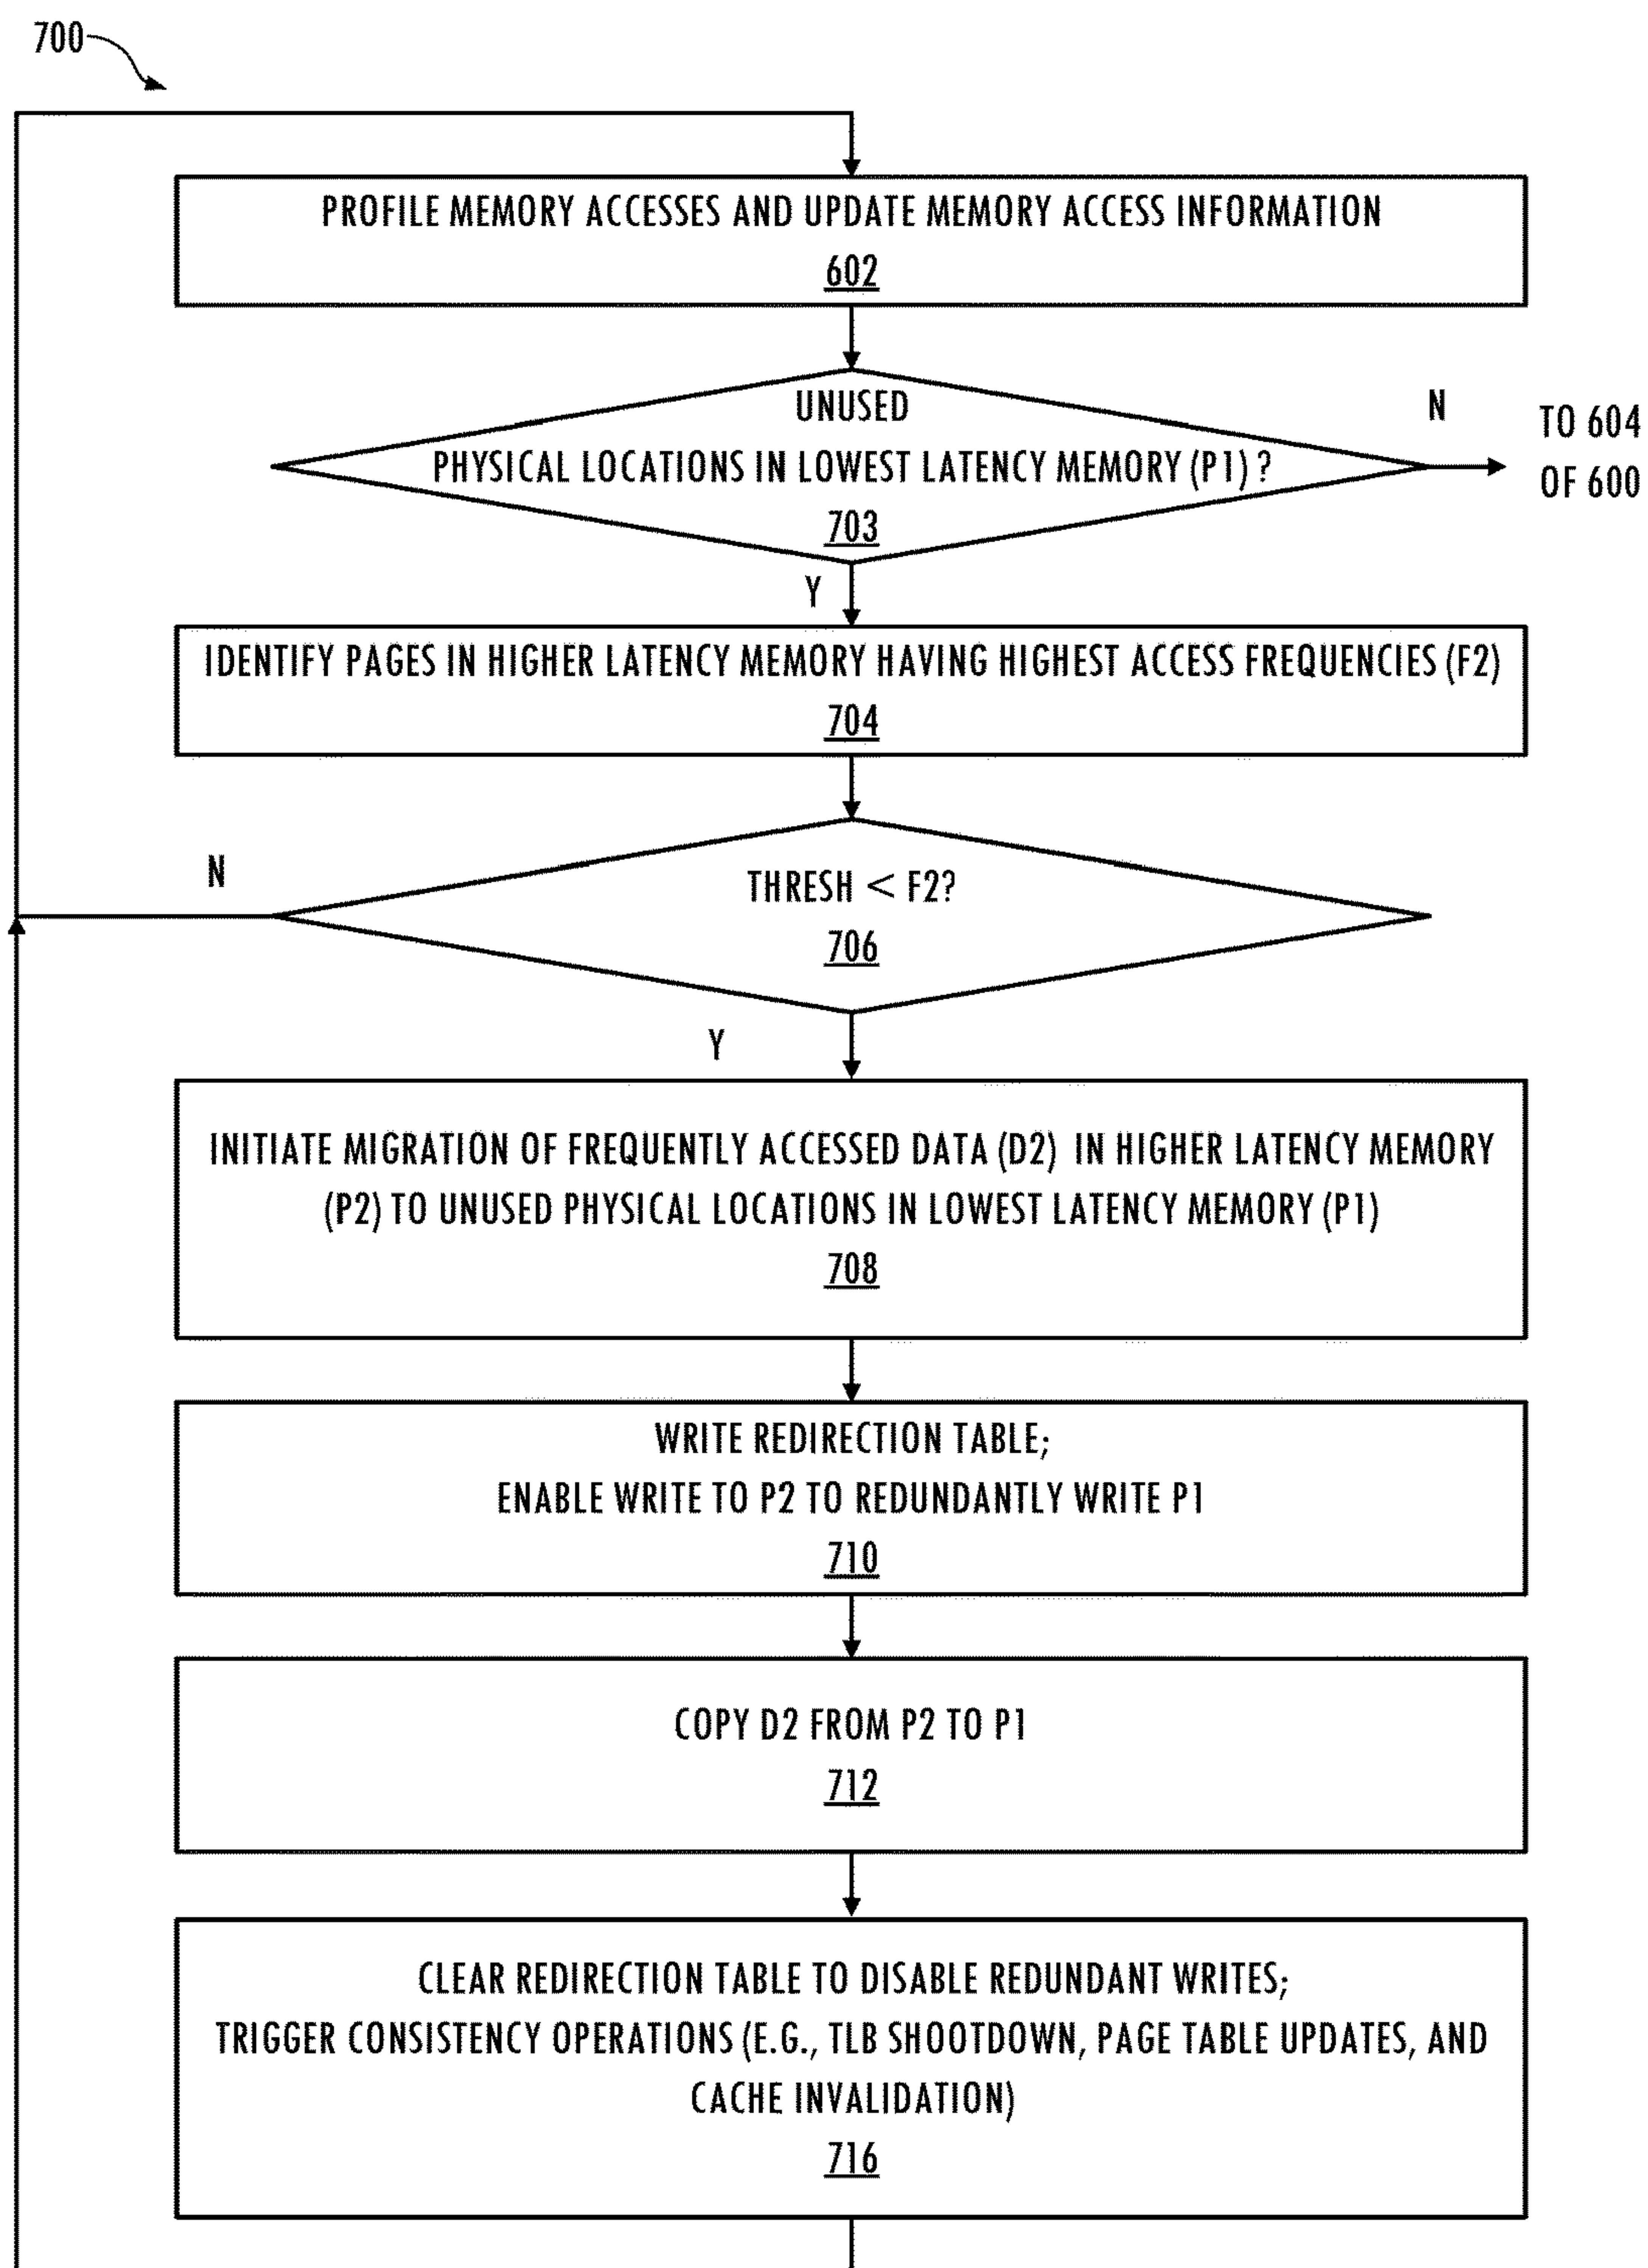 700
PROFILE MEMORY ACCESSES AND UPDATE MEMORY ACCESS INFORMATION
602
UNUSED
PHYSICAL LOCATIONS IN LOWEST LATENCY MEMORY (P1) ?
703
N
TO 604
OF 600
Y
IDENTIFY PAGES IN HIGHER LATENCY MEMORY HAVING HIGHEST ACCESS FREQUENCIES (F2)
704
N
THRESH < F2?
706
Y
INITIATE MIGRATION OF FREQUENTLY ACCESSED DATA (D2) IN HIGHER LATENCY MEMORY
(P2) TO UNUSED PHYSICAL LOCATIONS IN LOWEST LATENCY MEMORY (P1)
708
WRITE REDIRECTION TABLE;
ENABLE WRITE TO P2 TO REDUNDANTLY WRITE P1
710
COPY D2 FROM P2 TO P1
712
CLEAR REDIRECTION TABLE TO DISABLE REDUNDANT WRITES;
TRIGGER CONSISTENCY OPERATIONS (E.G., TLB SHOOTDOWN, PAGE TABLE UPDATES, AND
CACHE INVALIDATION)
716